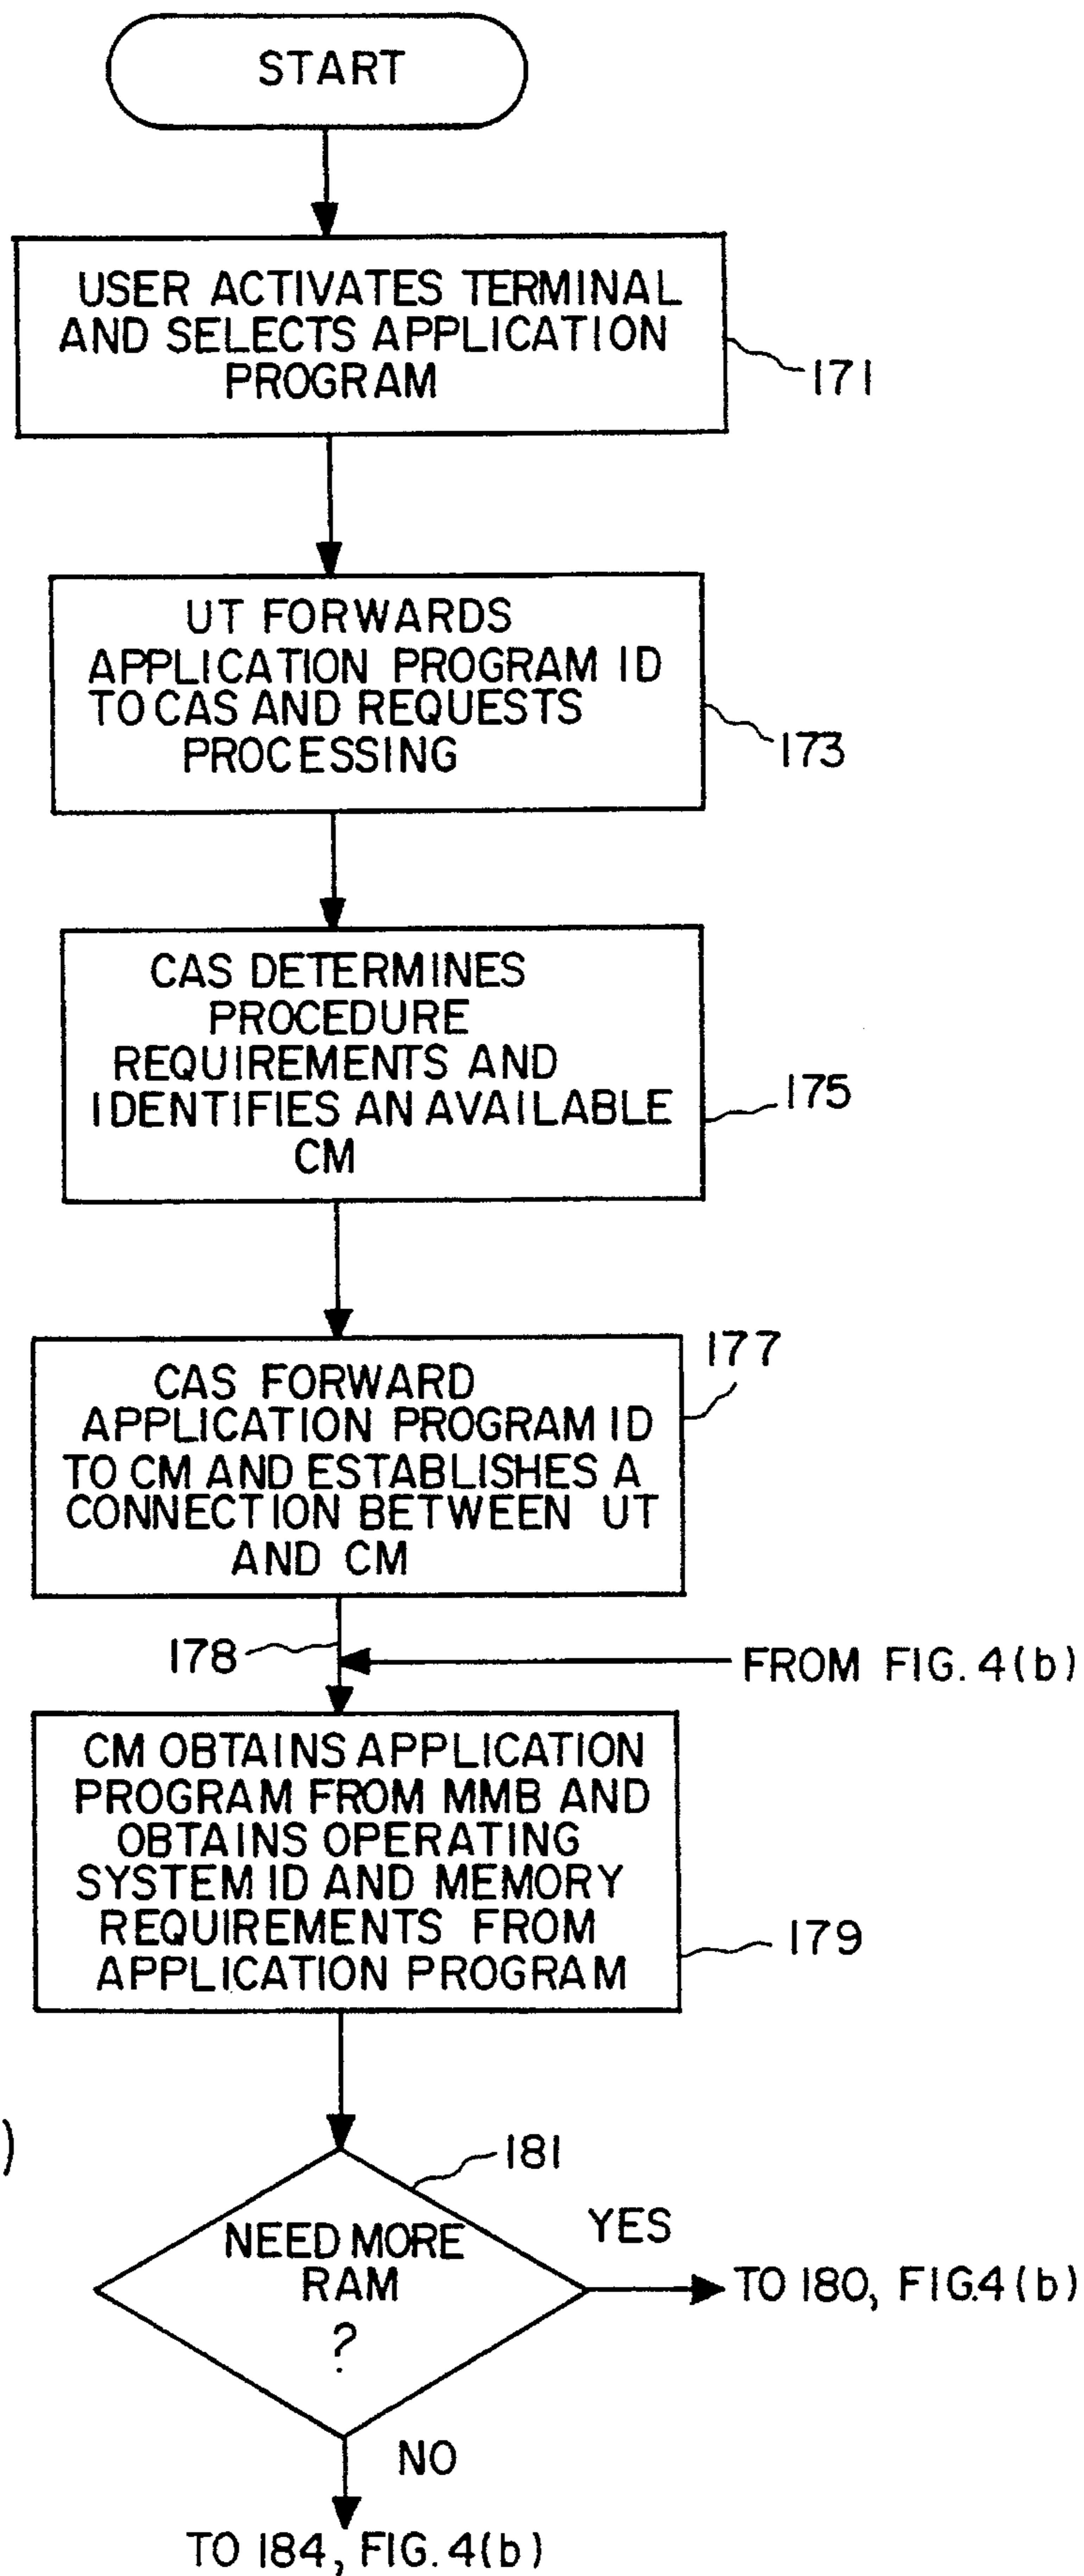 START
USER ACTIVATES TERMINAL
AND SELECTS APPLICATION
PROGRAM
171
UT FORWARDS
APPLICATION PROGRAM ID
TO CAS AND REQUESTS
PROCESSING
173
CAS DETERMINES
PROCEDURE
REQUIREMENTS AND
IDENTIFIES AN AVAILABLE
CM
175
177
CAS FORWARD
APPLICATION PROGRAM ID
TO CM AND ESTABLISHES A
CONNECTION BETWEEN UT
AND CM
178
FROM FIG. 4(b)
CM OBTAINS APPLICATION
PROGRAM FROM MMB AND
OBTAINS OPERATING
SYSTEM ID AND MEMORY
REQUIREMENTS FROM
APPLICATION PROGRAM
179
)
181
NEED MORE
RAM
?
YES
TO 180, FIG.4(b)
NO
TO 184, FIG. 4(b)